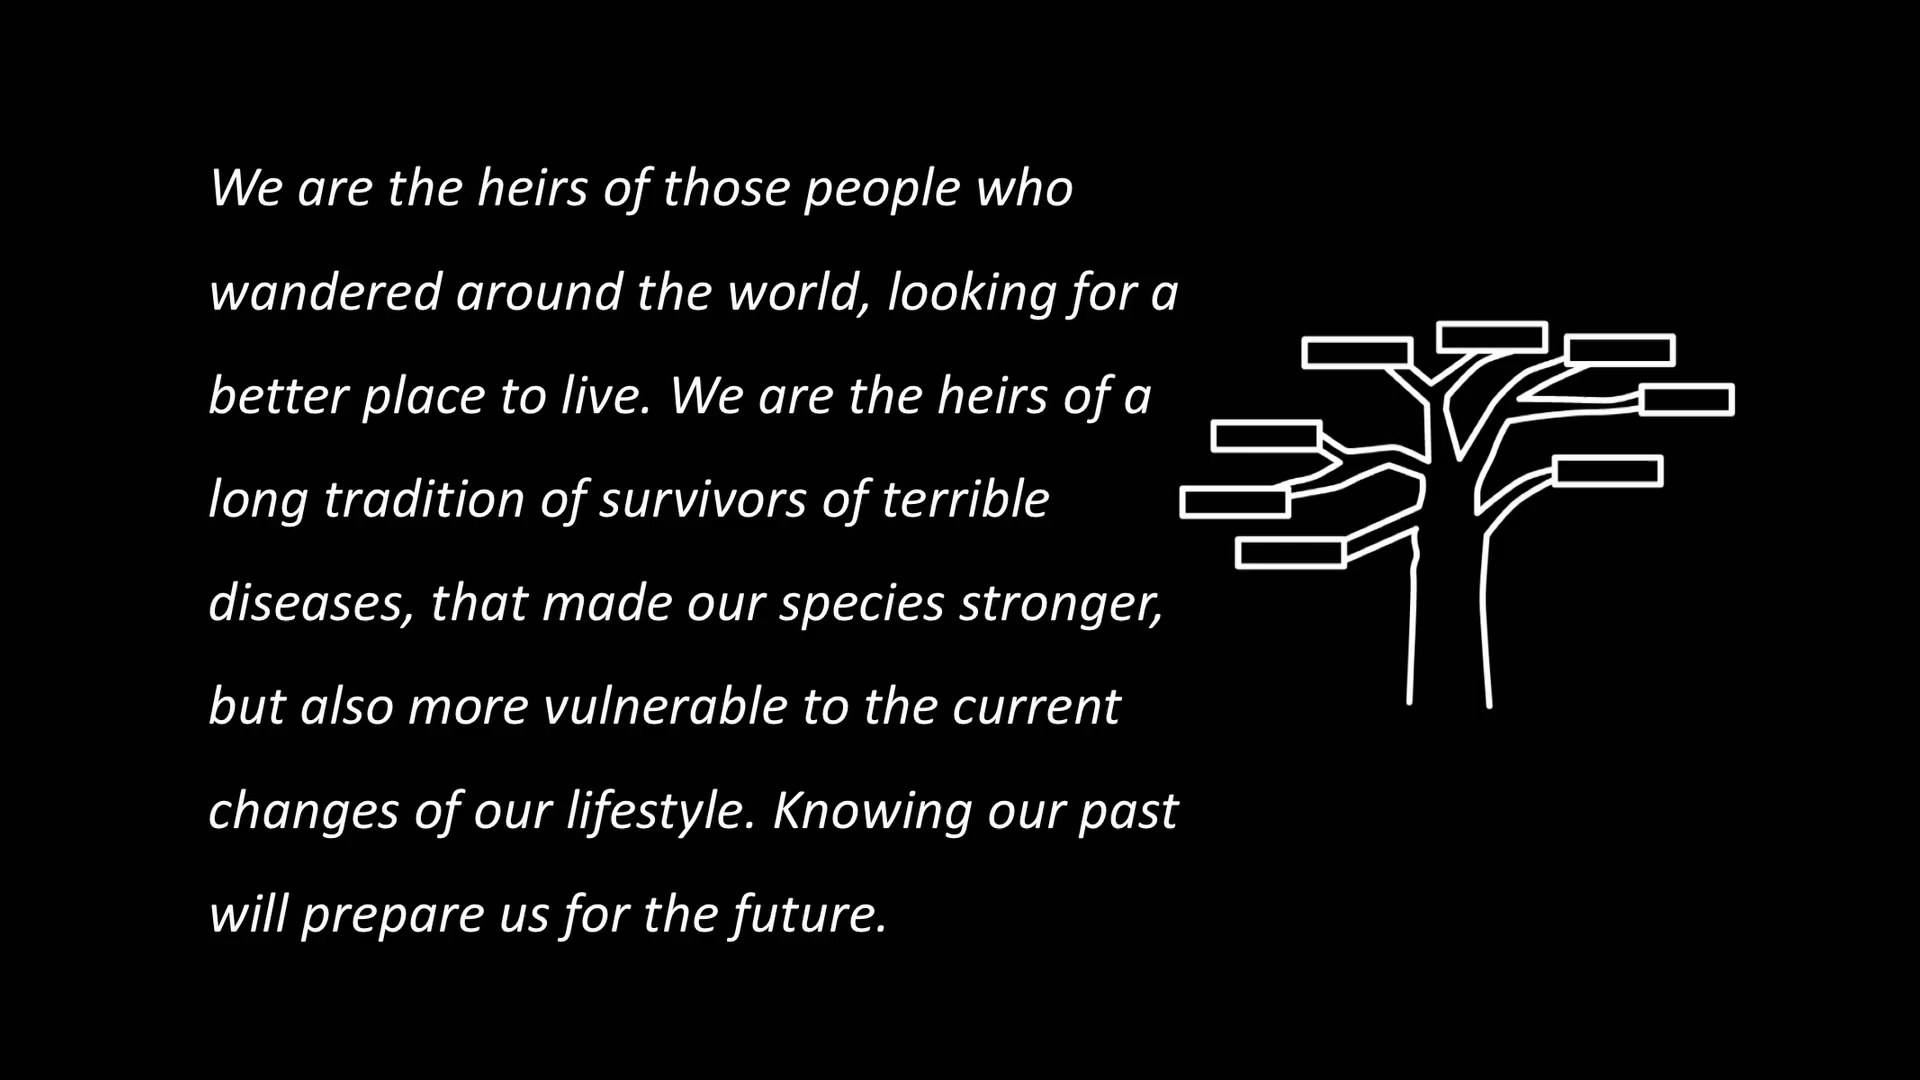 We are the heirs of those people who
wandered around the world, looking for a
better place to live. We are the heirs of a
long tradition of survivors of terrible
diseases, that made our species stronger,
but also more vulnerable to the current
changes of our lifestyle. Knowing our past
will prepare us for the future.